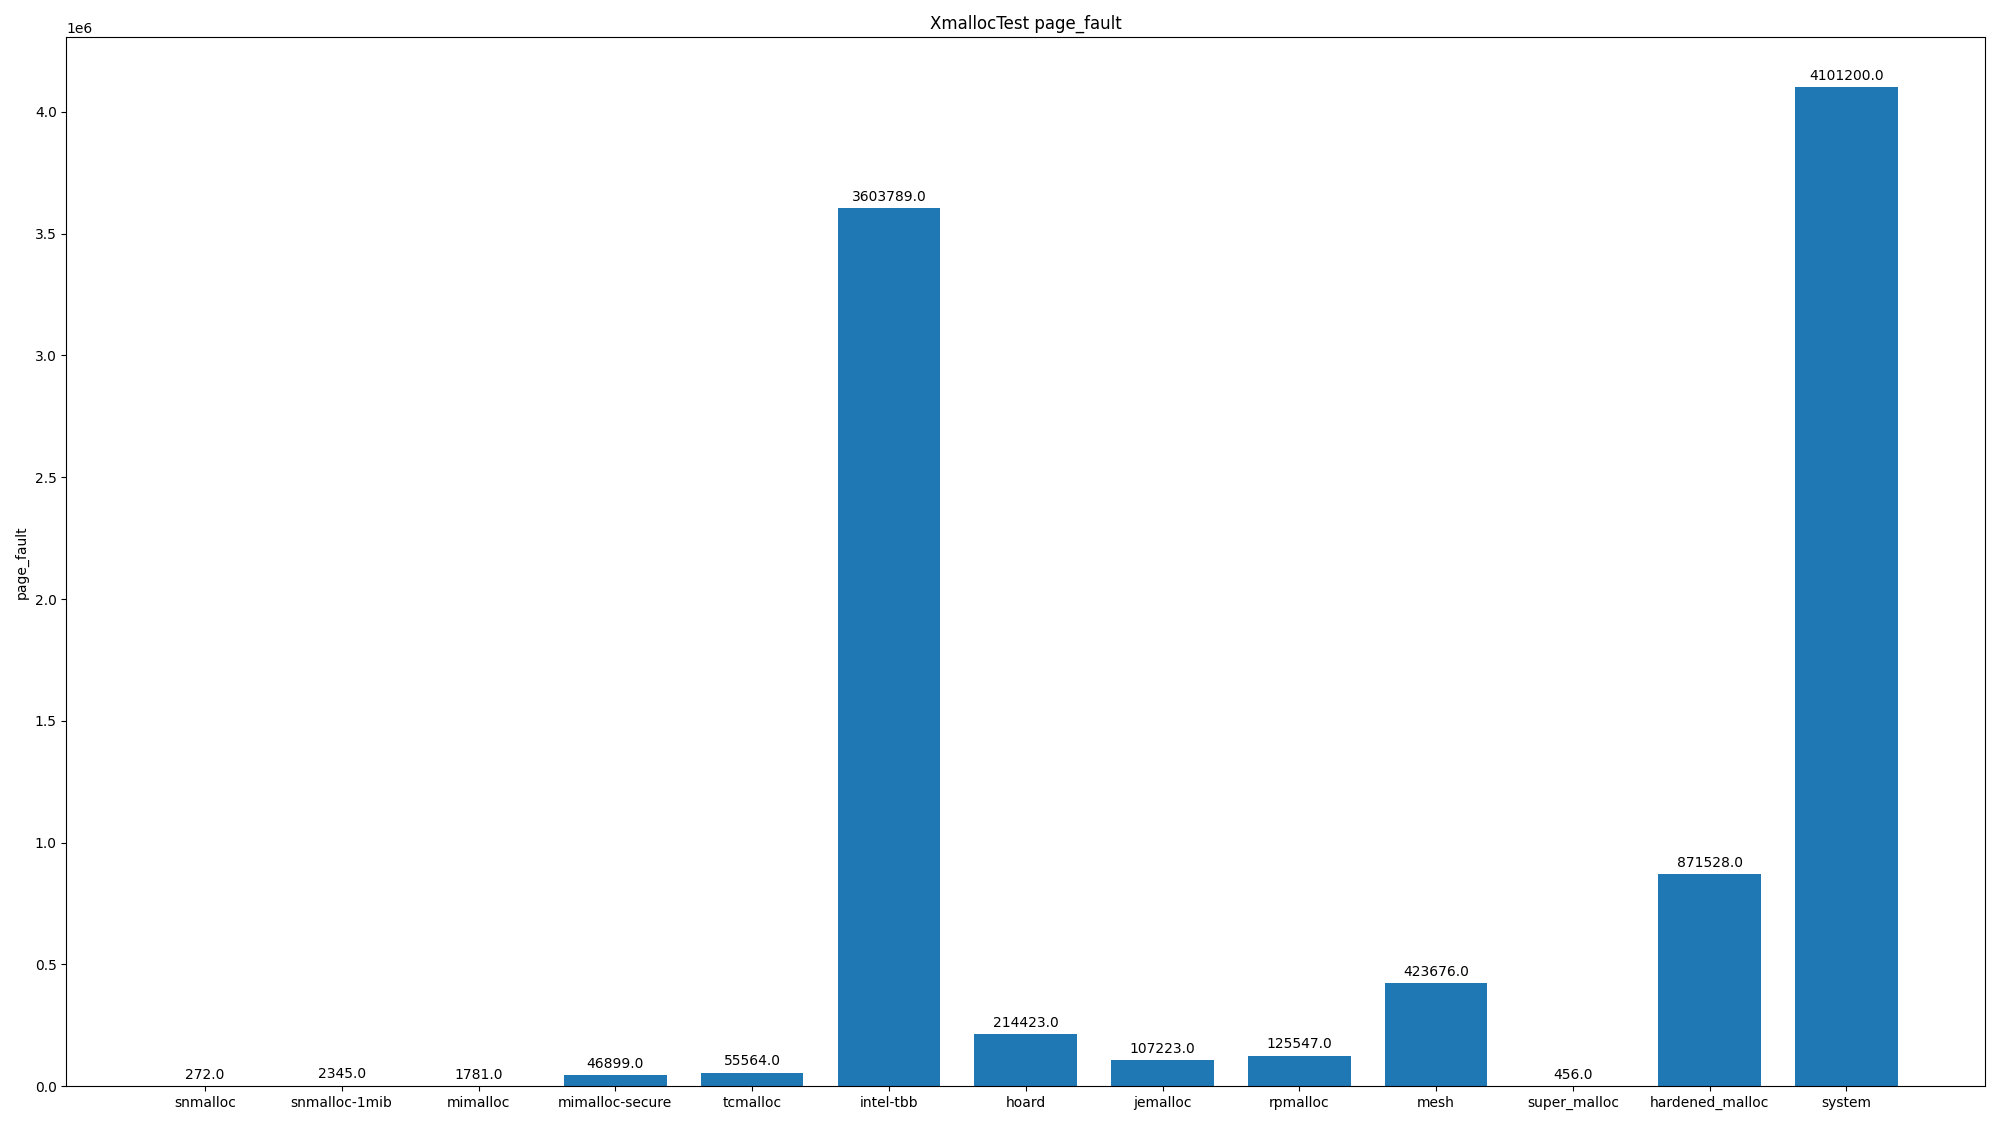 XmallocTest page_fault
1e6
page_fault
4.0
3.5
3.0
2.5
2.0
1.5
1.0
0.5
0.0
272.0
2345.0
1781.0
46899.0
55564.0
3603789.0
214423.0
107223.0
125547.0
423676.0
456.0
871528.0
4101200.0
snmalloc
snmalloc-1mib
mimalloc
mimalloc-secure
tcmalloc
intel-tbb
hoard
jemalloc
rpmalloc
mesh
super_malloc
hardened_malloc
system